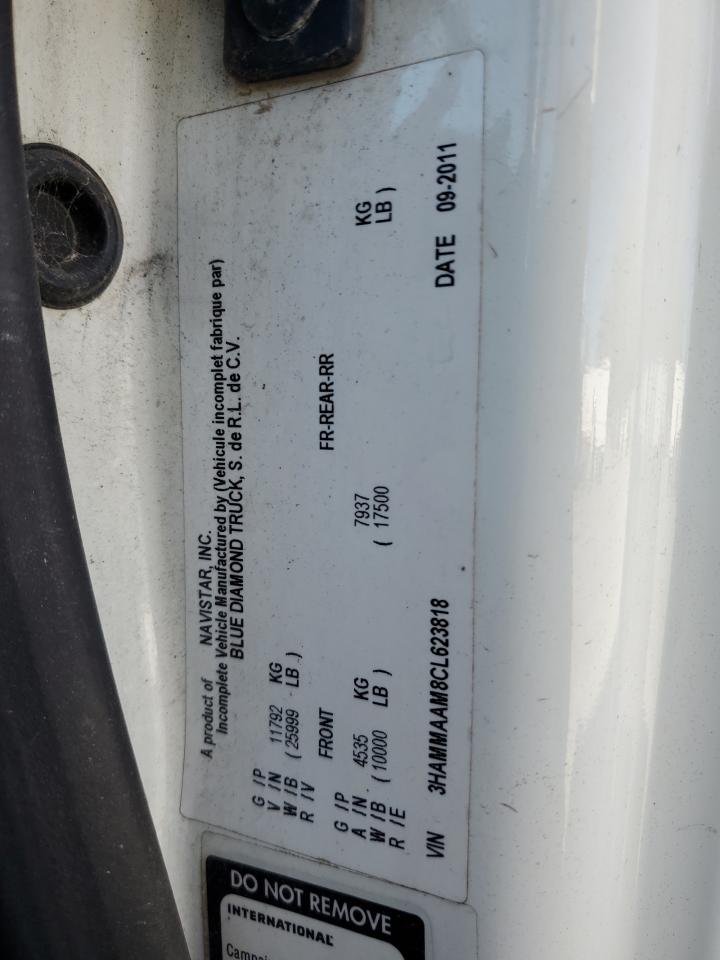 A product of NAVISTAR, INC.
Incomplete Vehicle Manufactured by (Vehicule incomplet fabrique par)
BLUE DIAMOND TRUCK, S. de R.L. de C.V.
G I P
V I N 11792 KG
W I B ( 25999 LB )
R I V
FRONT FR-REAR-RR
G I P
A I N 4535 KG 7937 KG
W I B ( 10000 LB ) ( 17500 LB )
R I E
VIN 3HAMMAAM8CL623818 DATE 09-2011
DO NOT REMOVE
INTERNATIONAL